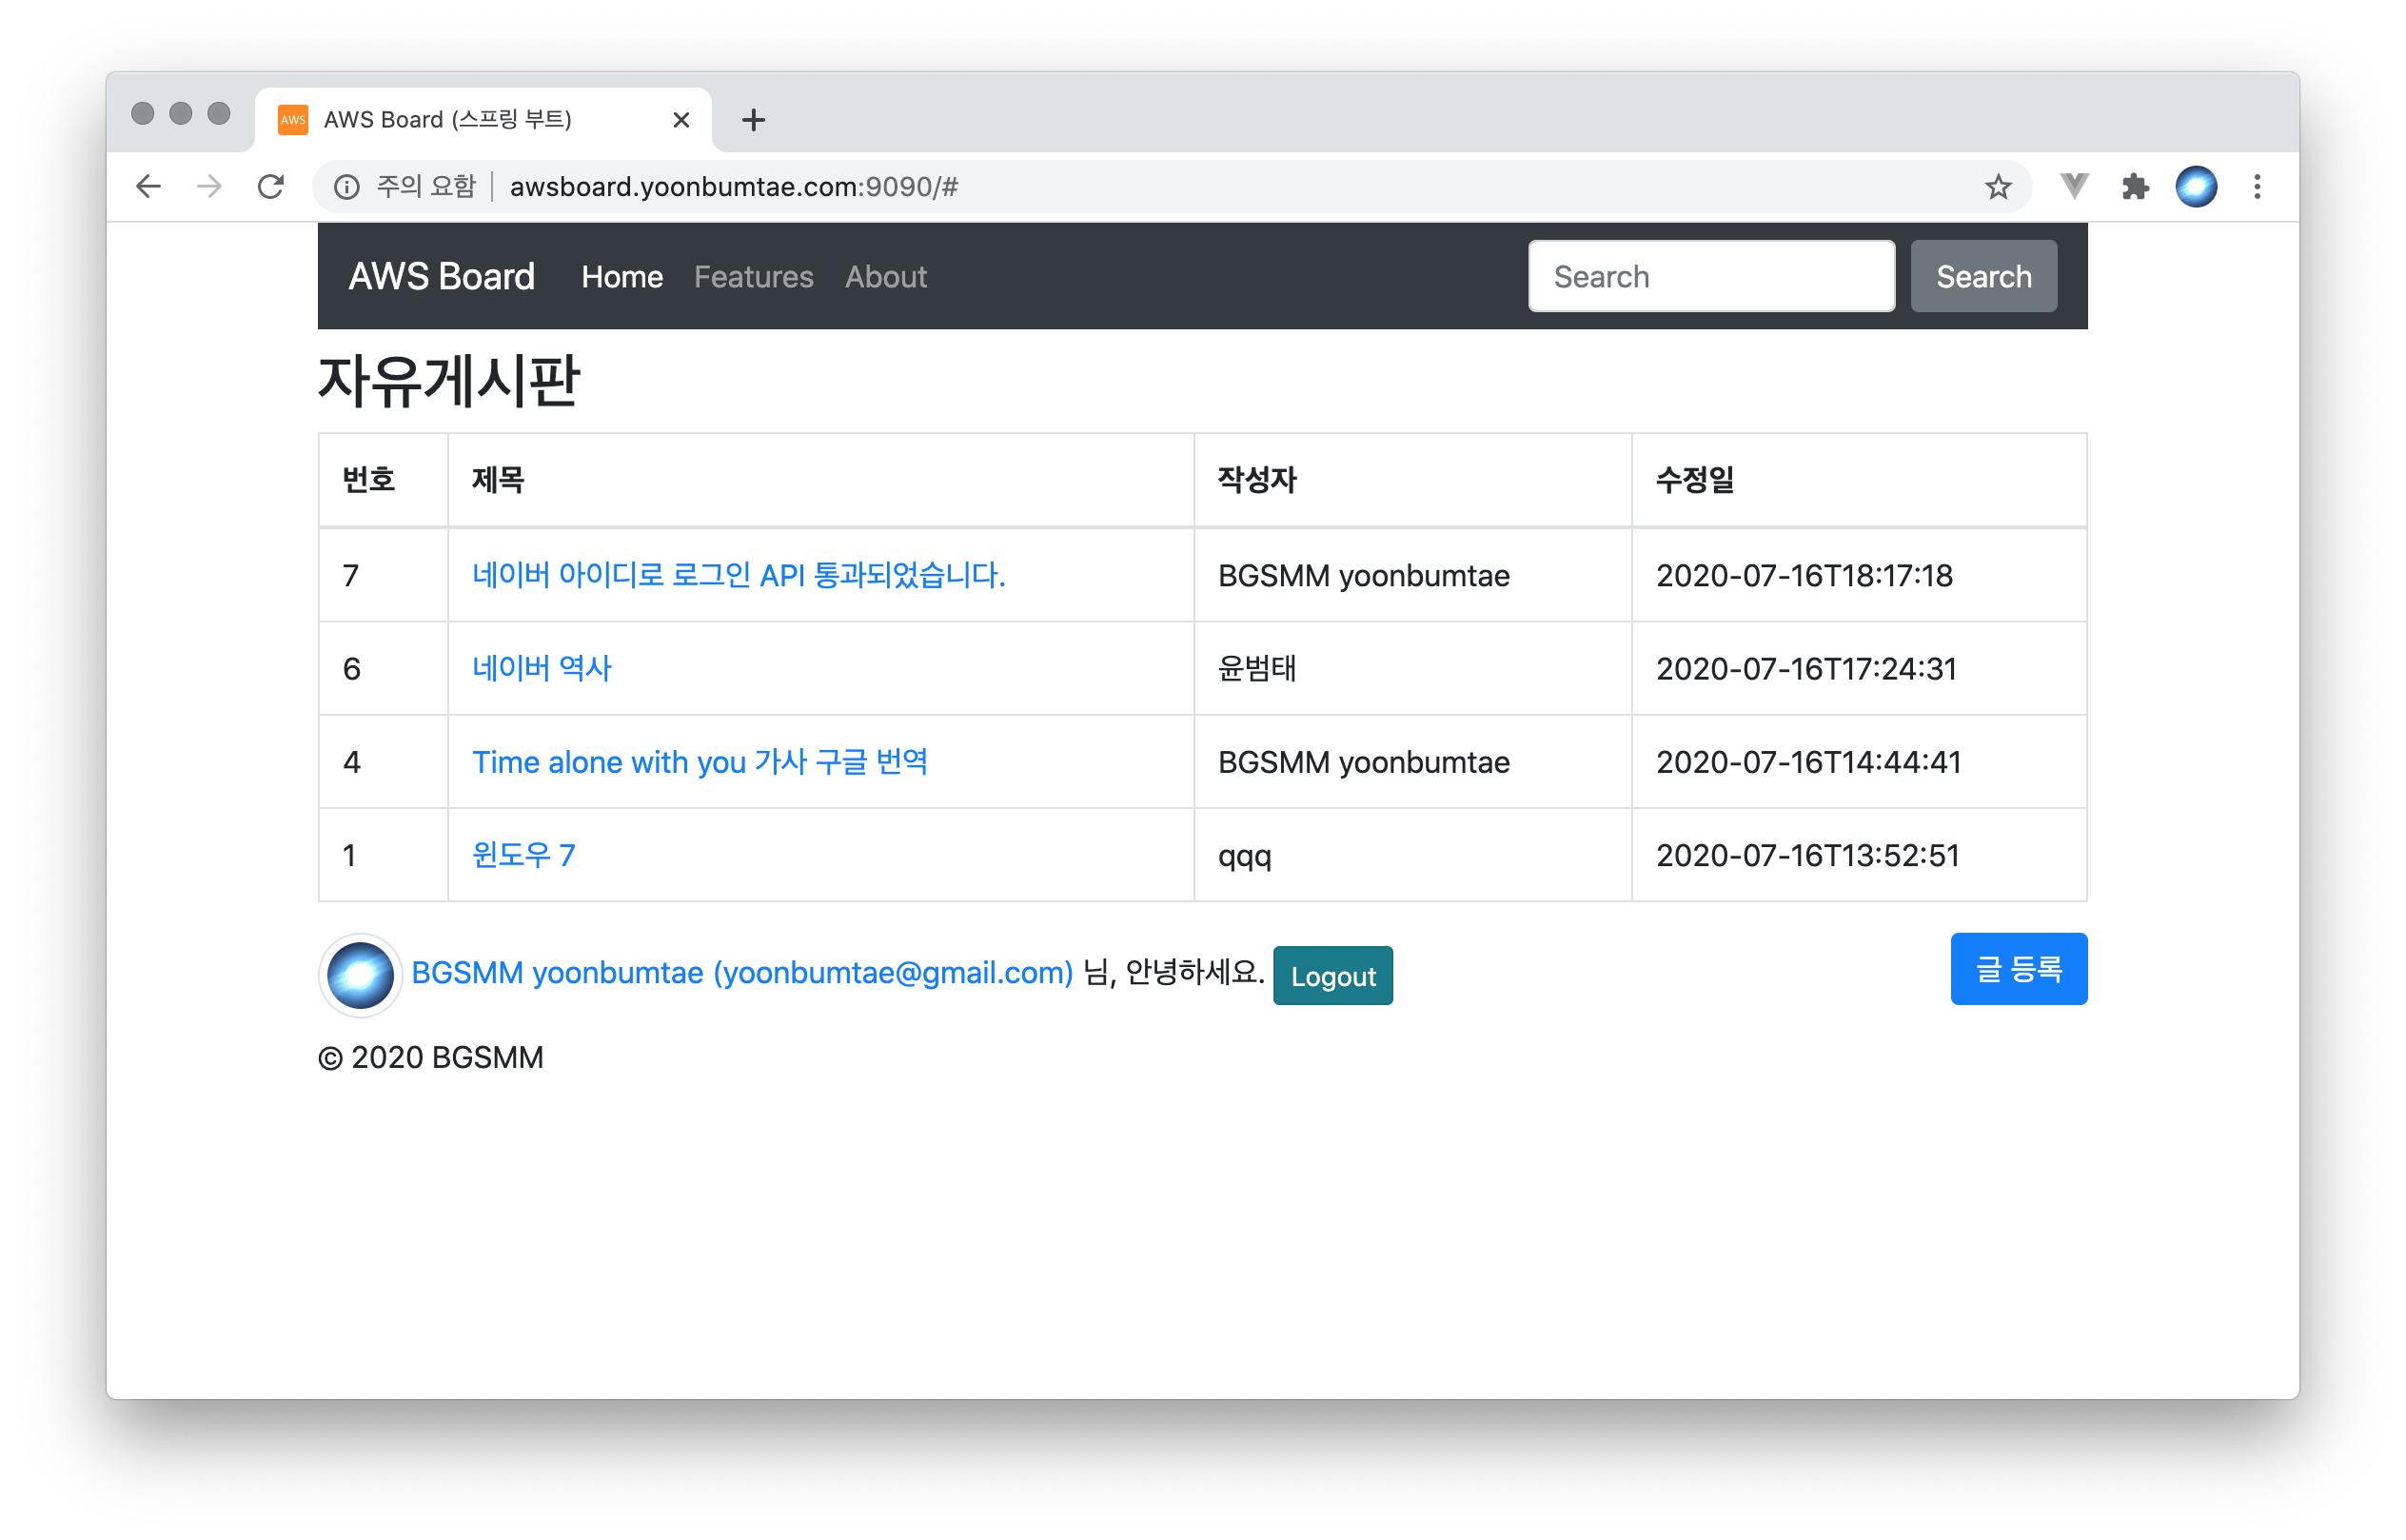 AWS AWS Board (스프링 부트)
주의 요함 awsboard.yoonbumtae.com:9090/#
AWS Board Home Features About Search Search
자유게시판
번호 제목 작성자 수정일
7 네이버 아이디로 로그인 API 통과되었습니다. BGSMM yoonbumtae 2020-07-16T18:17:18
6 네이버 역사 윤범태 2020-07-16T17:24:31
4 Time alone with you 가사 구글 번역 BGSMM yoonbumtae 2020-07-16T14:44:41
1 윈도우 7 qqq 2020-07-16T13:52:51
BGSMM yoonbumtae (yoonbumtae@gmail.com) 님, 안녕하세요. Logout 글 등록
© 2020 BGSMM